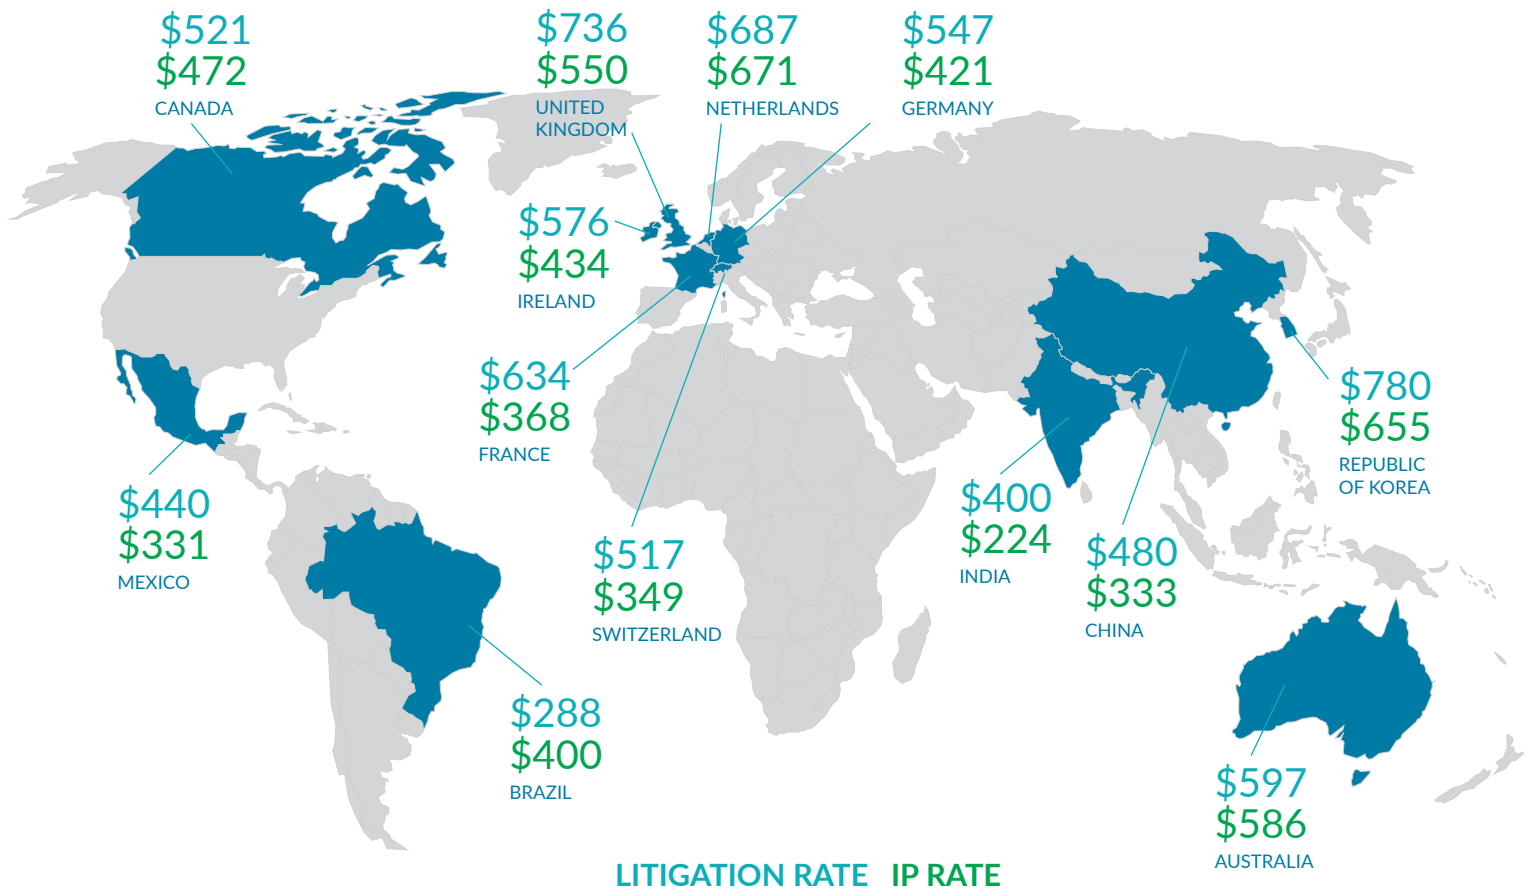 $521
$472
CANADA
$736
$550
UNITED
KINGDOM
$687
$671
NETHERLANDS
$547
$421
GERMANY
$576
$434
IRELAND
$634
$368
FRANCE
$780
$655
REPUBLIC
OF KOREA
$440
$331
MEXICO
$517
$349
SWITZERLAND
$400
$224
INDIA
$480
$333
CHINA
$288
$400
BRAZIL
$597
$586
AUSTRALIA
LITIGATION RATE IP RATE